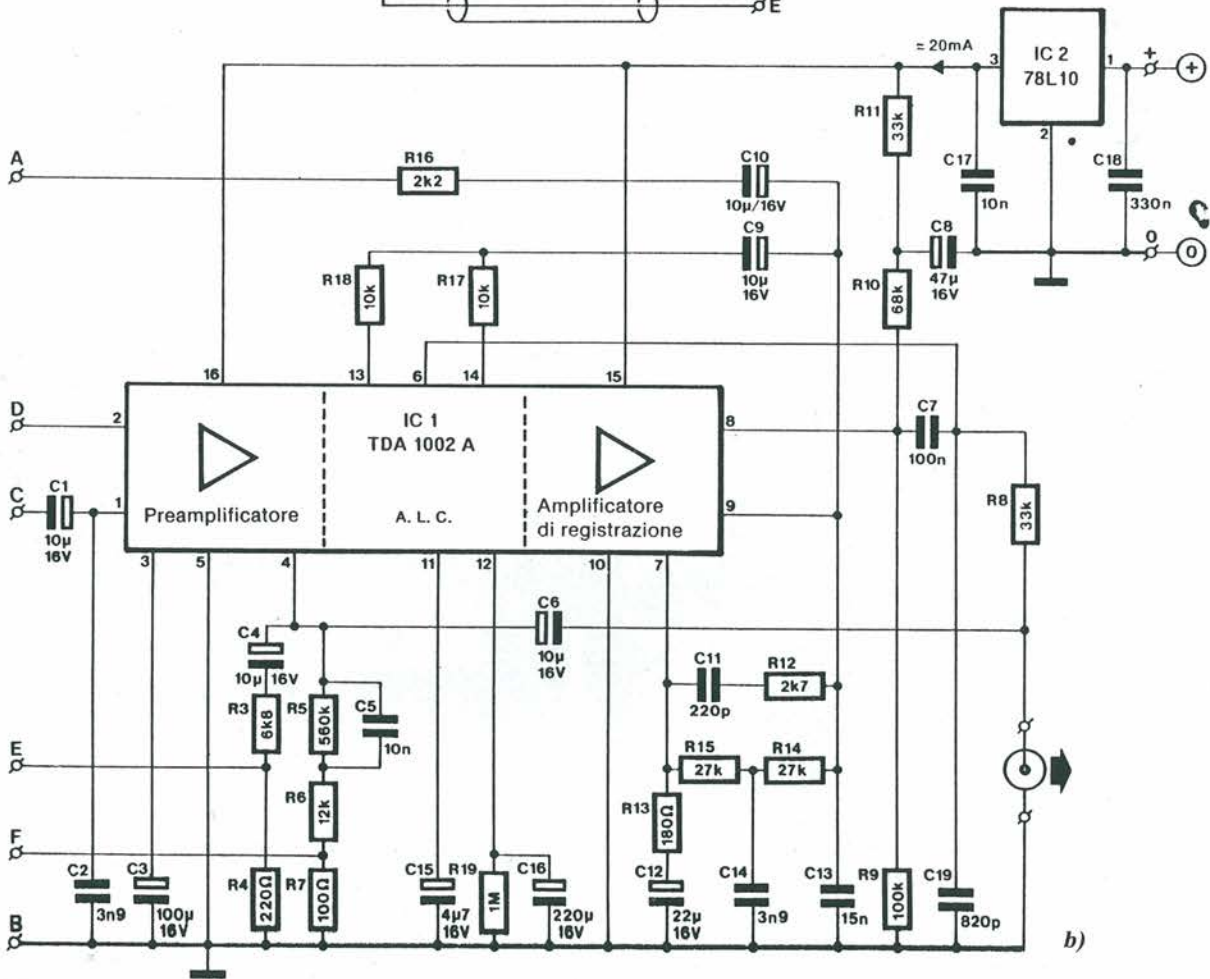 E
≈ 20mA
3
IC 2
78L10
1
+
+
2
R11
33k
C17
10n
C18
330n
A
R16
2k2
C10
10µ/16V
C9
10µ
16V
C8
47µ
16V
0
0
R18
10k
R17
10k
R10
68k
16
13
6
14
15
D
2
IC 1
TDA 1002 A
8
C7
100n
C
C1
10µ
16V
1
Preamplificatore
A. L. C.
Amplificatore
di registrazione
9
R8
33k
3
5
4
11
12
10
7
C4
10µ
16V
C6
10µ
16V
R3
6k8
R5
560k
C5
10n
C11
220p
R12
2k7
E
R15
27k
R14
27k
R6
12k
R13
180Ω
F
C2
3n9
C3
100µ
16V
R4
220Ω
R7
100Ω
C15
4µ7
16V
R19
1M
C16
220µ
16V
C12
22µ
16V
C14
3n9
C13
15n
R9
100k
C19
820p
B
b)